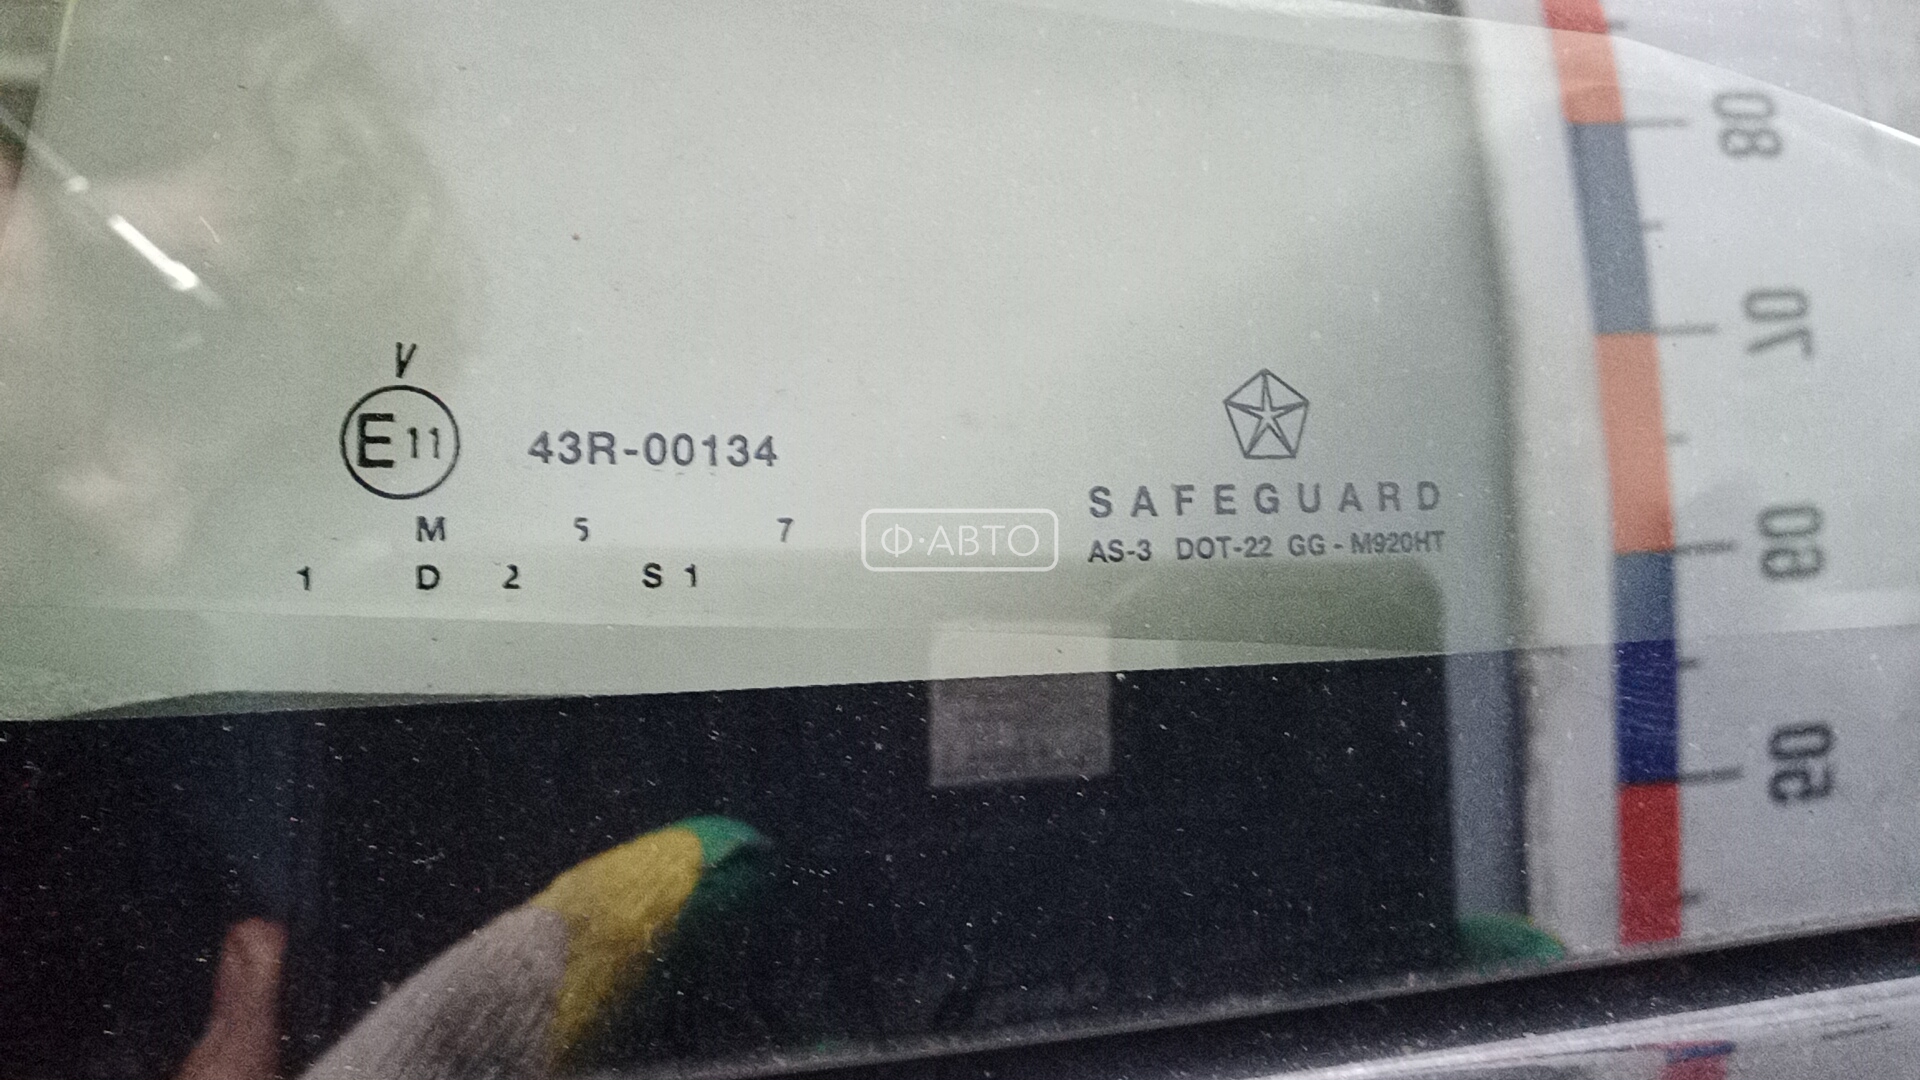 V
E 11 43R-00134
M 5 7
1 D 2 S 1
SAFEGUARD
AS-3 DOT-22 GG - M920HT
Ф·АВТО
80
70
60
50